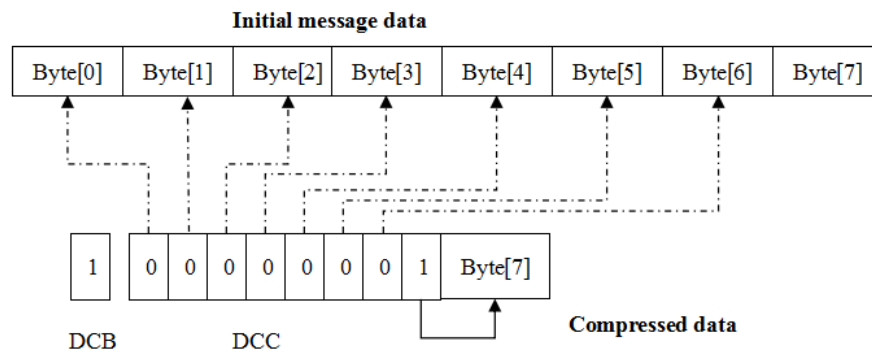 Initial message data
Byte[0] Byte[1] Byte[2] Byte[3] Byte[4] Byte[5] Byte[6] Byte[7]
1 0 0 0 0 0 0 0 1 Byte[7]
DCB DCC Compressed data